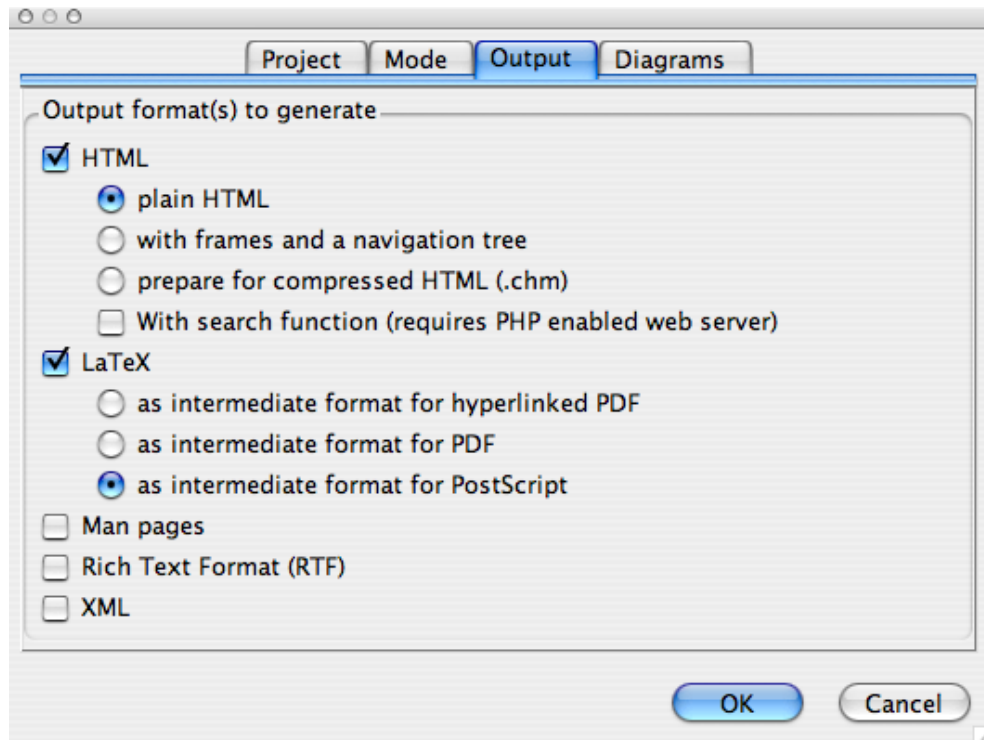 Project Mode Output Diagrams
Output format(s) to generate
HTML
plain HTML
with frames and a navigation tree
prepare for compressed HTML (.chm)
With search function (requires PHP enabled web server)
LaTeX
as intermediate format for hyperlinked PDF
as intermediate format for PDF
as intermediate format for PostScript
Man pages
Rich Text Format (RTF)
XML
OK Cancel